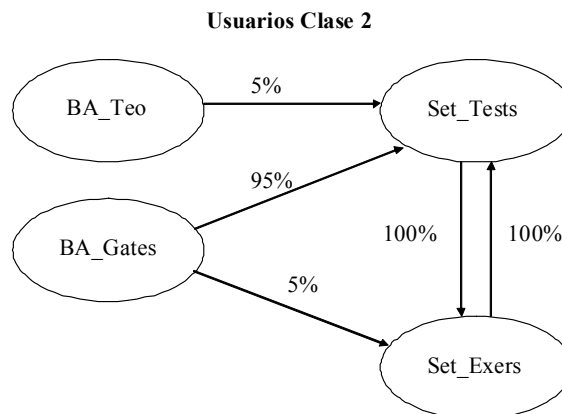 Usuarios Clase 2
5%
BA_Teo
Set_Tests
95%
BA_Gates
100%
100%
5%
Set_Exers